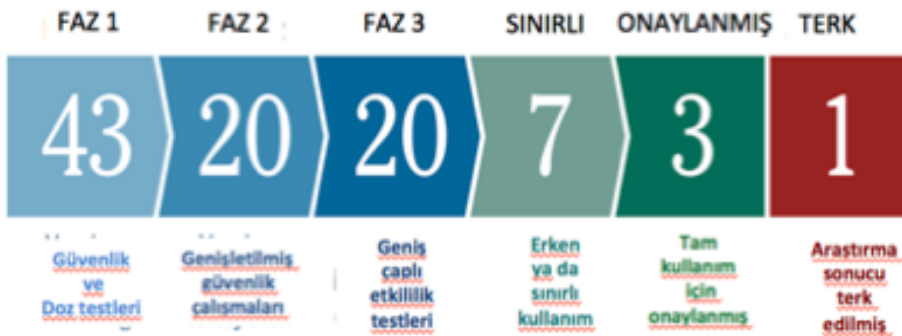 FAZ 1 FAZ 2 FAZ 3 SINIRLI ONAYLANMIŞ TERK
43 20 20 7 3 1
Güvenlik
ve
Doz testleri
Genişletilmiş
güvenlik
çalışmaları
Geniş
çaplı
etkililik
testleri
Erken
ya da
sınırlı
kullanım
Tam
kullanım
için
onaylanmış
Araştırma
sonucu
terk
edilmiş